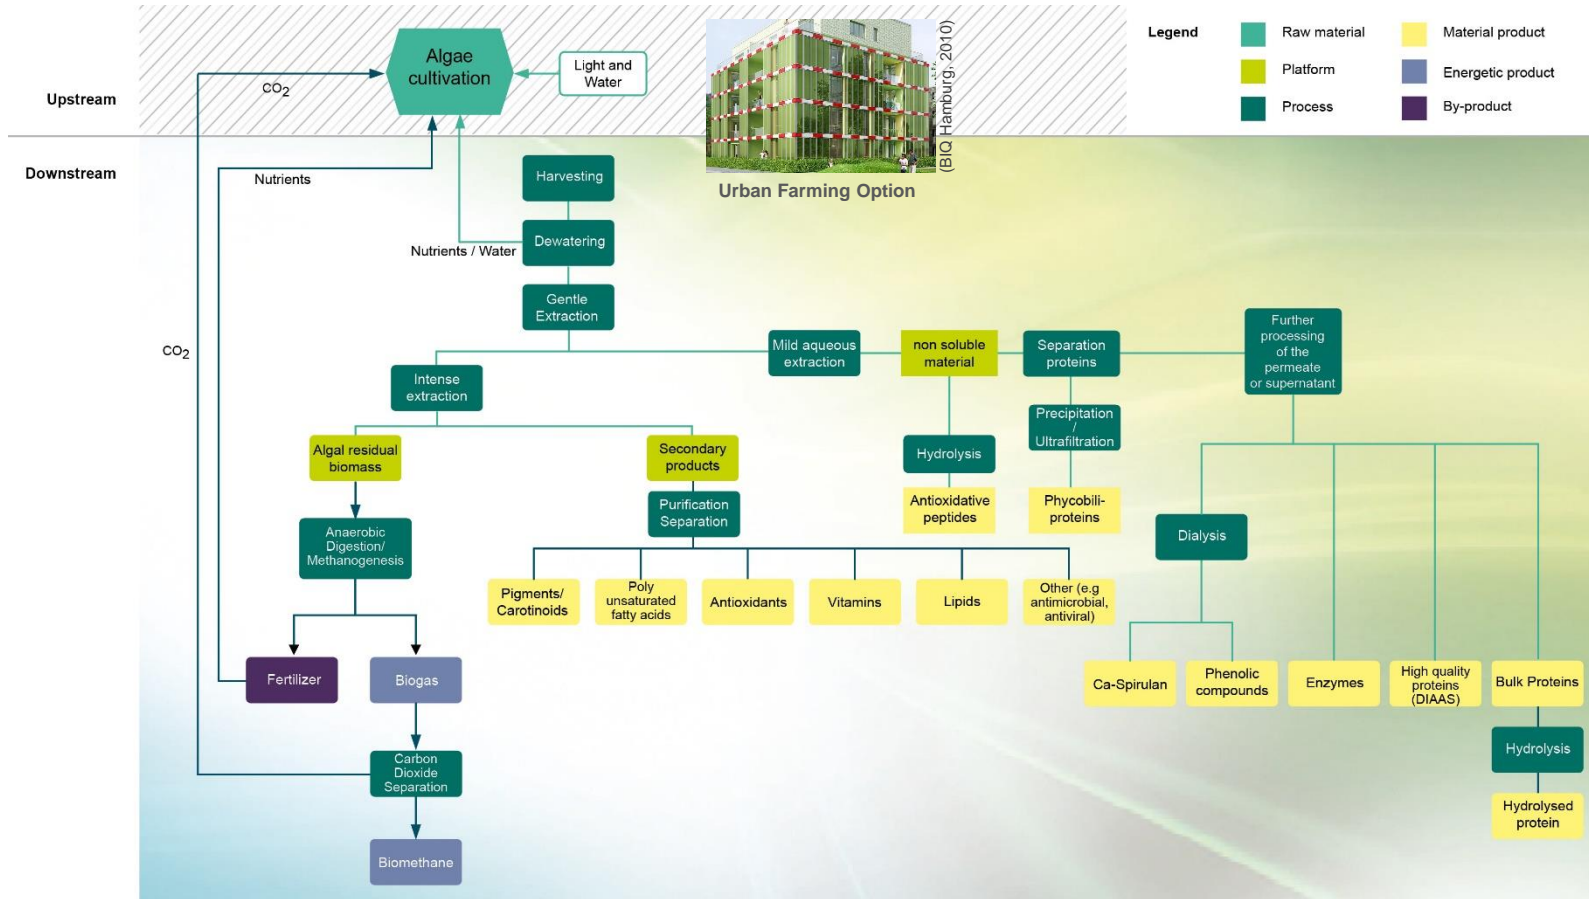 Upstream
Downstream
Algae
cultivation
Light and
Water
CO2
Nutrients
Nutrients / Water
CO2
(BIQ Hamburg, 2010)
Urban Farming Option
Legend
Raw material
Platform
Process
Material product
Energetic product
By-product
Harvesting
Dewatering
Gentle
Extraction
Intense
extraction
Mild aqueous
extraction
non soluble
material
Separation
proteins
Further
processing
of the
permeate
or supernatant
Algal residual
biomass
Secondary
products
Hydrolysis
Precipitation
/
Ultrafiltration
Anaerobic
Digestion/
Methanogenesis
Purification
Separation
Antioxidative
peptides
Phycobili-
proteins
Dialysis
Pigments/
Carotinoids
Poly
unsaturated
fatty acids
Antioxidants
Vitamins
Lipids
Other (e.g
antimicrobial,
antiviral)
Fertilizer
Biogas
Ca-Spirulan
Phenolic
compounds
Enzymes
High quality
proteins
(DIAAS)
Bulk Proteins
Carbon
Dioxide
Separation
Hydrolysis
Hydrolysed
protein
Biomethane